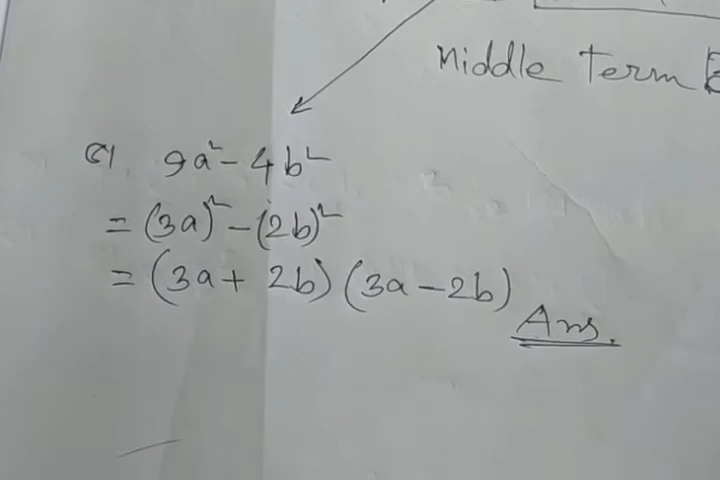 Middle Term
c) 9a² - 4b²
= (3a)² - (2b)²
= (3a + 2b) (3a - 2b)
Ans.